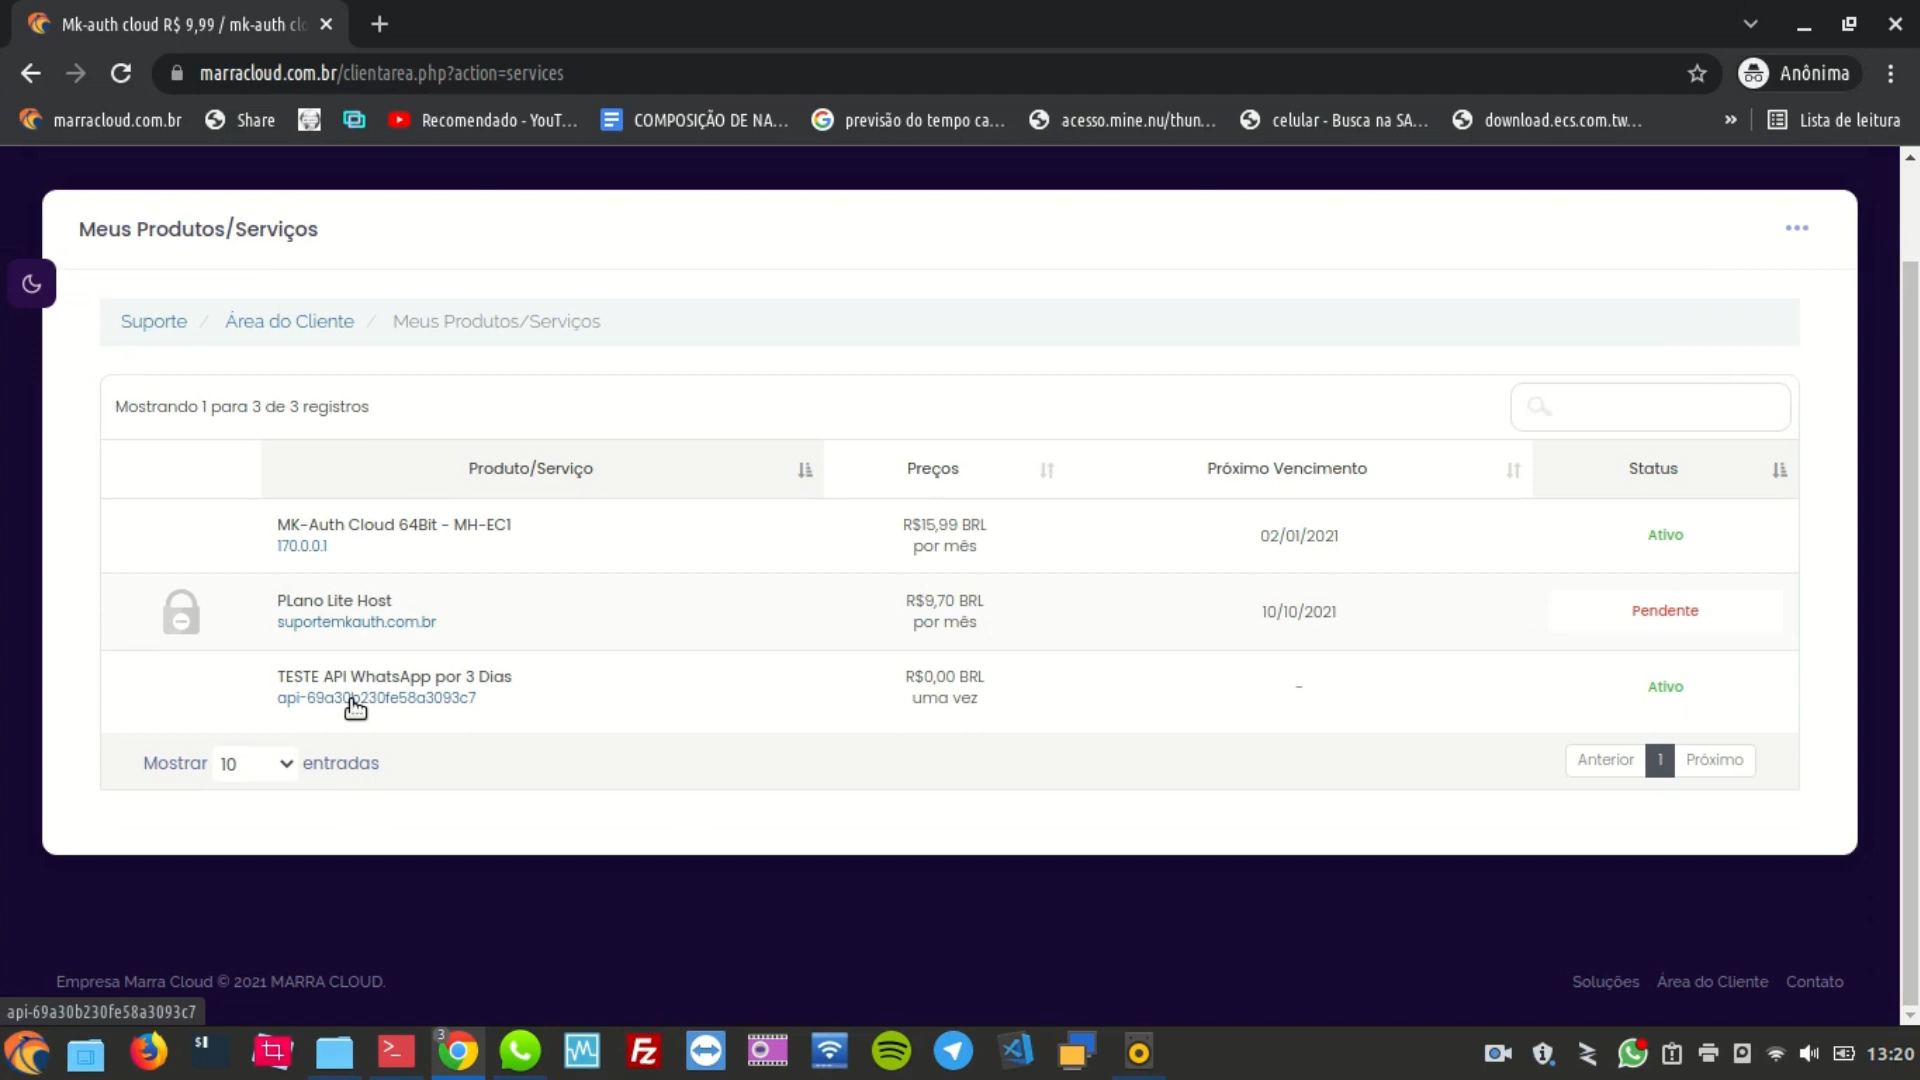 Mk-auth cloud R$ 9,99 / mk-auth clo
marracloud.com.br/clientarea.php?action=services
Anônima
marracloud.com.br
Share
Recomendado - YouT...
COMPOSIÇÃO DE NA...
previsão do tempo ca...
acesso.mine.nu/thun...
celular - Busca na SA...
download.ecs.com.tw...
»
Lista de leitura
Meus Produtos/Serviços
Suporte / Área do Cliente / Meus Produtos/Serviços
Mostrando 1 para 3 de 3 registros
Produto/Serviço Preços Próximo Vencimento Status
MK-Auth Cloud 64Bit - MH-EC1
170.0.0.1
R$15,99 BRL
por mês
02/01/2021
Ativo
PLano Lite Host
suportemkauth.com.br
R$9,70 BRL
por mês
10/10/2021
Pendente
TESTE API WhatsApp por 3 Dias
api-69a30b230fe58a3093c7
R$0,00 BRL
uma vez
-
Ativo
Mostrar 10 entradas
Anterior 1 Próximo
Empresa Marra Cloud © 2021 MARRA CLOUD.
Soluções Área do Cliente Contato
api-69a30b230fe58a3093c7
$I
3
Fz
13:20